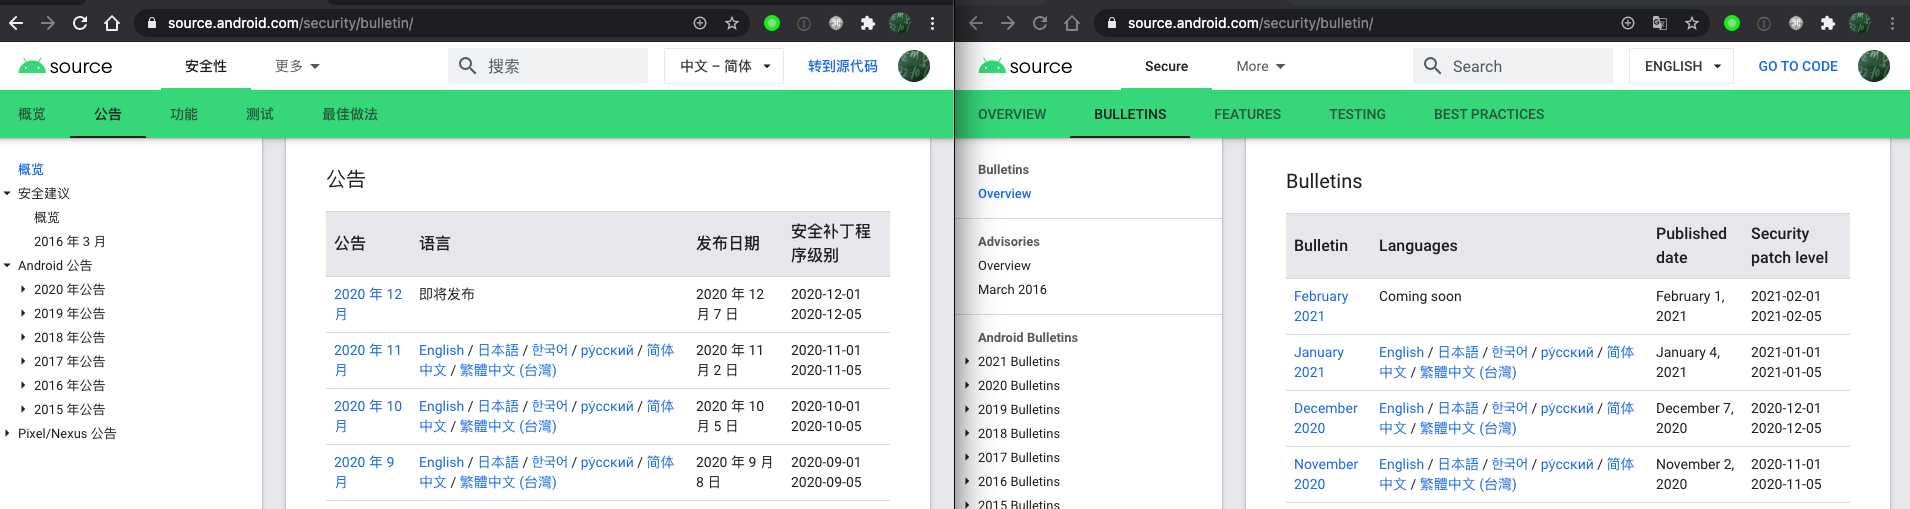 source.android.com/security/bulletin/
source
安全性
更多
搜索
中文 – 简体
转到源代码
概览
公告
功能
测试
最佳做法
概览
安全建议
概览
2016 年 3 月
Android 公告
2020 年公告
2019 年公告
2018 年公告
2017 年公告
2016 年公告
2015 年公告
Pixel/Nexus 公告
公告
公告
语言
发布日期
安全补丁程
序级别
2020 年 12
月
即将发布
2020 年 12
月 7 日
2020-12-01
2020-12-05
2020 年 11
月
English / 日本語 / 한국어 / ру́сский / 简体
中文 / 繁體中文 (台灣)
2020 年 11
月 2 日
2020-11-01
2020-11-05
2020 年 10
月
English / 日本語 / 한국어 / ру́сский / 简体
中文 / 繁體中文 (台灣)
2020 年 10
月 5 日
2020-10-01
2020-10-05
2020 年 9
月
English / 日本語 / 한국어 / ру́сский / 简体
中文 / 繁體中文 (台灣)
2020 年 9 月
8 日
2020-09-01
2020-09-05
source.android.com/security/bulletin/
source
Secure
More
Search
ENGLISH
GO TO CODE
OVERVIEW
BULLETINS
FEATURES
TESTING
BEST PRACTICES
Bulletins
Overview
Advisories
Overview
March 2016
Android Bulletins
2021 Bulletins
2020 Bulletins
2019 Bulletins
2018 Bulletins
2017 Bulletins
2016 Bulletins
2015 Bulletins
Bulletins
Bulletin
Languages
Published
date
Security
patch level
February
2021
Coming soon
February 1,
2021
2021-02-01
2021-02-05
January
2021
English / 日本語 / 한국어 / ру́сский / 简体
中文 / 繁體中文 (台灣)
January 4,
2021
2021-01-01
2021-01-05
December
2020
English / 日本語 / 한국어 / ру́сский / 简体
中文 / 繁體中文 (台灣)
December 7,
2020
2020-12-01
2020-12-05
November
2020
English / 日本語 / 한국어 / ру́сский / 简体
中文 / 繁體中文 (台灣)
November 2,
2020
2020-11-01
2020-11-05